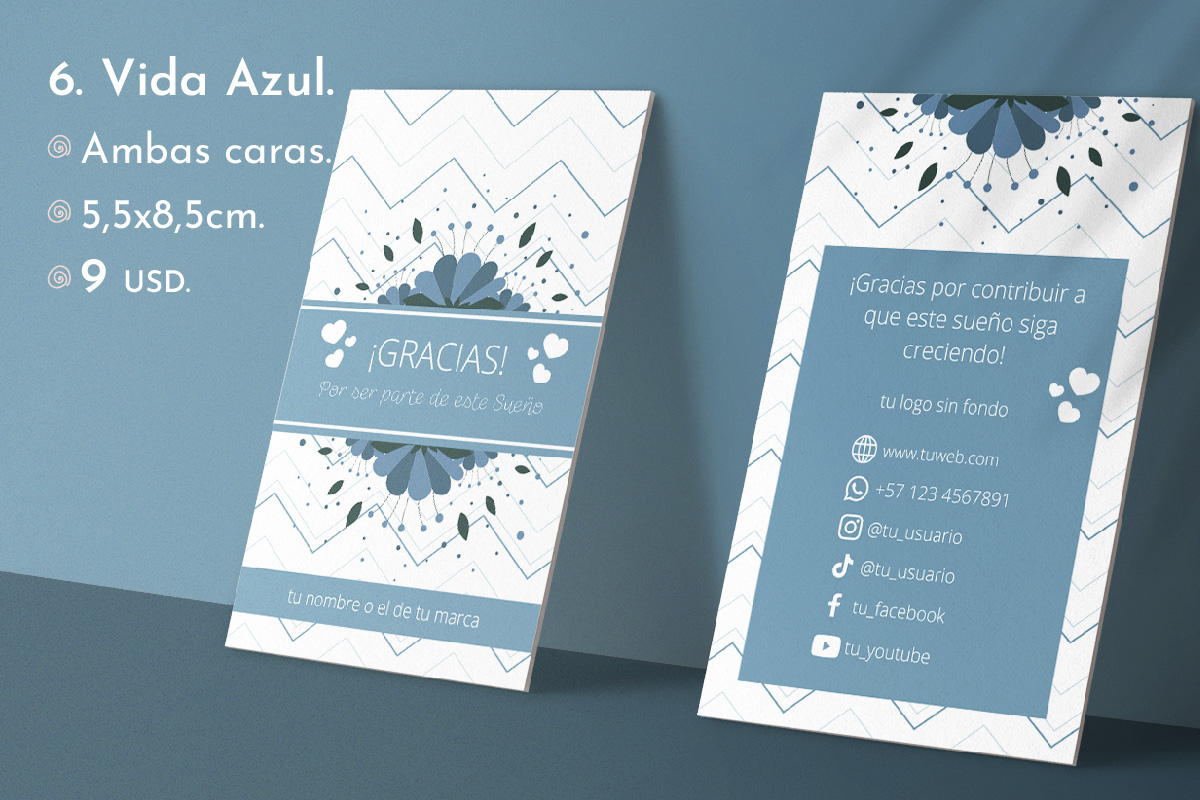 6. Vida Azul.
Ambas caras.
5,5x8,5cm.
9 USD.
¡GRACIAS!
Por ser parte de este Sueño
tu nombre o el de tu marca
¡Gracias por contribuir a
que este sueño siga
creciendo!
tu logo sin fondo
www.tuweb.com
+57 123 4567891
@tu_usuario
@tu_usuario
tu_facebook
tu_youtube